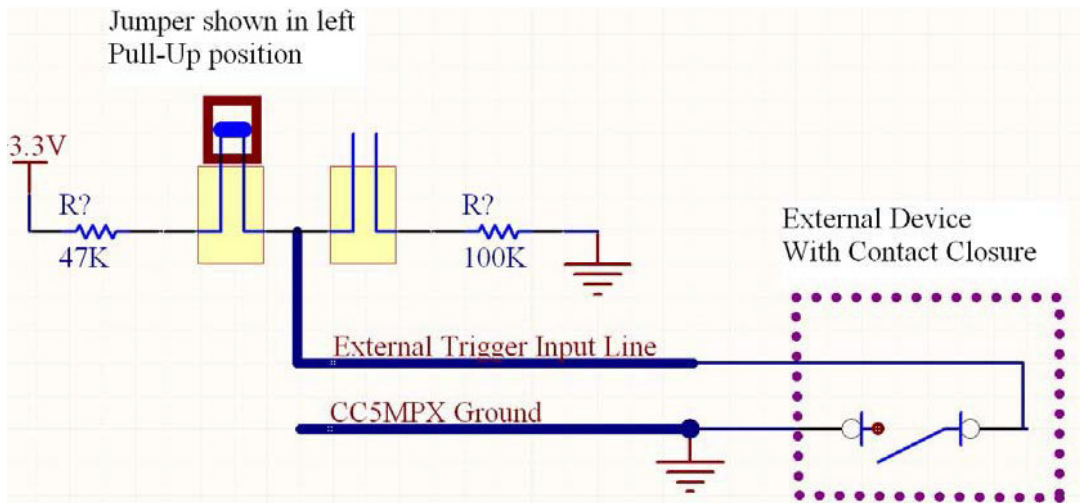 Jumper shown in left
Pull-Up position
3.3V
R?
47K
R?
100K
External Device
With Contact Closure
External Trigger Input Line
CC5MPX Ground